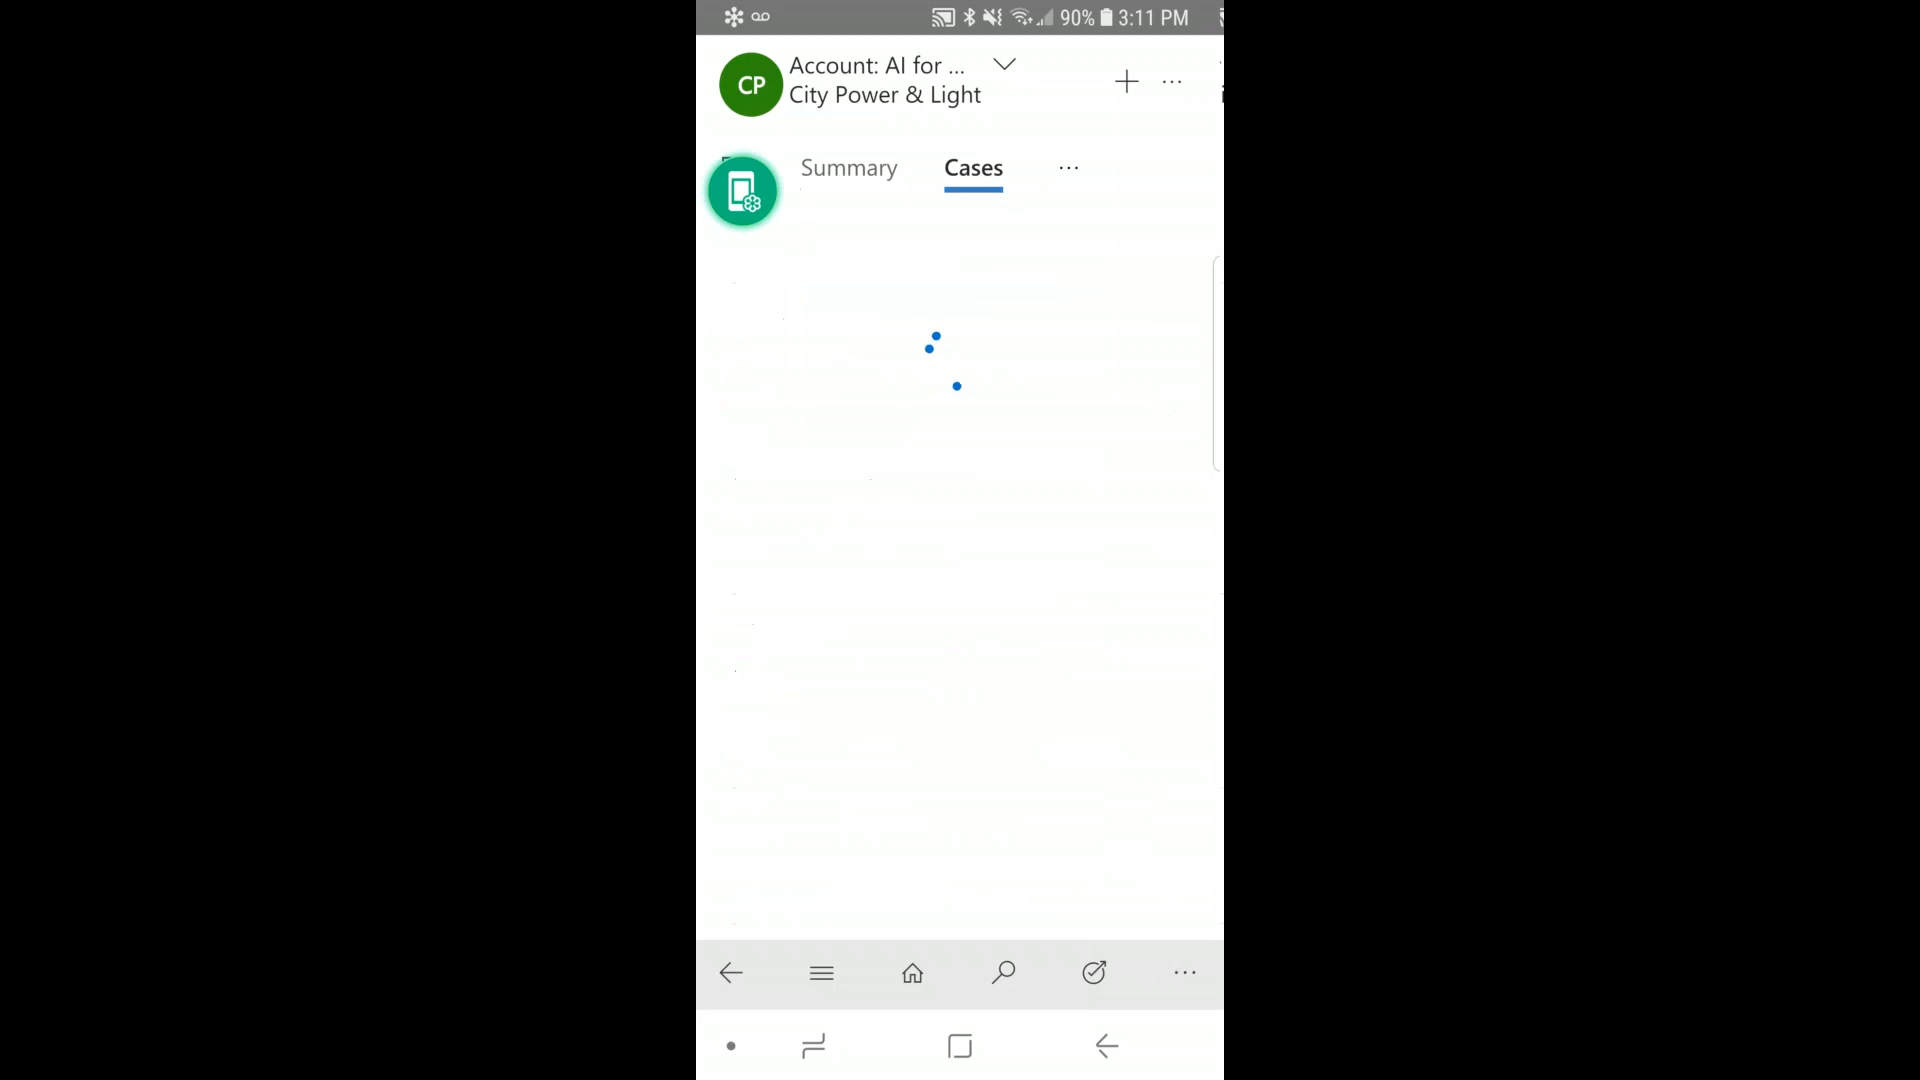 90% 3:11 PM
CP
Account: AI for ...
City Power & Light
Summary
Cases